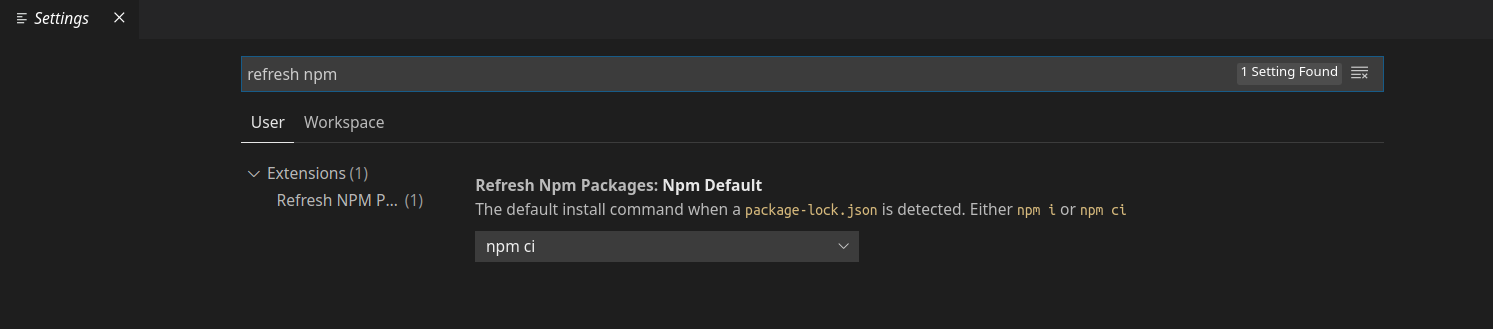 Settings
refresh npm
1 Setting Found
User Workspace
Extensions (1)
Refresh NPM P... (1)
Refresh Npm Packages: Npm Default
The default install command when a package-lock.json is detected. Either npm i or npm ci
npm ci